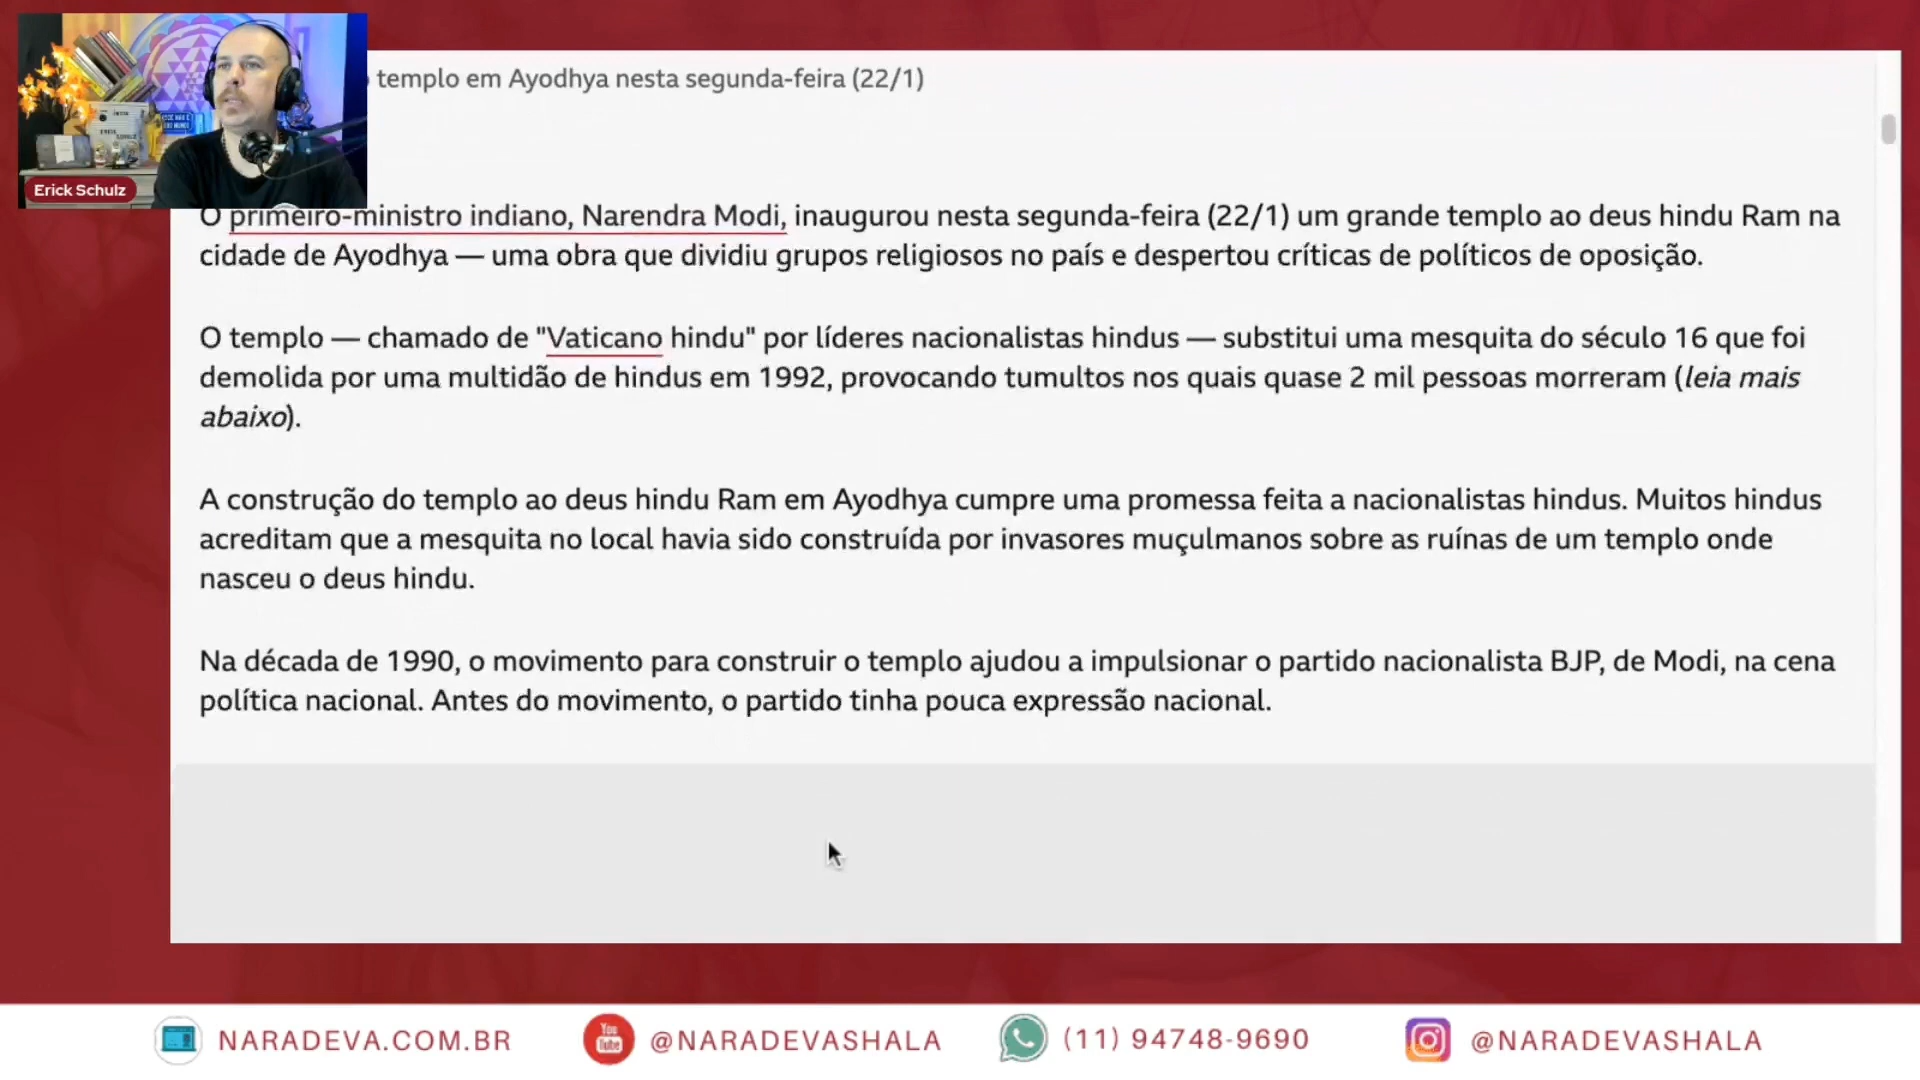 templo em Ayodhya nesta segunda-feira (22/1)
Erick Schulz
O primeiro-ministro indiano, Narendra Modi, inaugurou nesta segunda-feira (22/1) um grande templo ao deus hindu Ram na
cidade de Ayodhya — uma obra que dividiu grupos religiosos no país e despertou críticas de políticos de oposição.
O templo — chamado de "Vaticano hindu" por líderes nacionalistas hindus — substitui uma mesquita do século 16 que foi
demolida por uma multidão de hindus em 1992, provocando tumultos nos quais quase 2 mil pessoas morreram (leia mais
abaixo).
A construção do templo ao deus hindu Ram em Ayodhya cumpre uma promessa feita a nacionalistas hindus. Muitos hindus
acreditam que a mesquita no local havia sido construída por invasores muçulmanos sobre as ruínas de um templo onde
nasceu o deus hindu.
Na década de 1990, o movimento para construir o templo ajudou a impulsionar o partido nacionalista BJP, de Modi, na cena
política nacional. Antes do movimento, o partido tinha pouca expressão nacional.
NARADEVA.COM.BR
You Tube
@NARADEVASHALA
(11) 94748-9690
@NARADEVASHALA